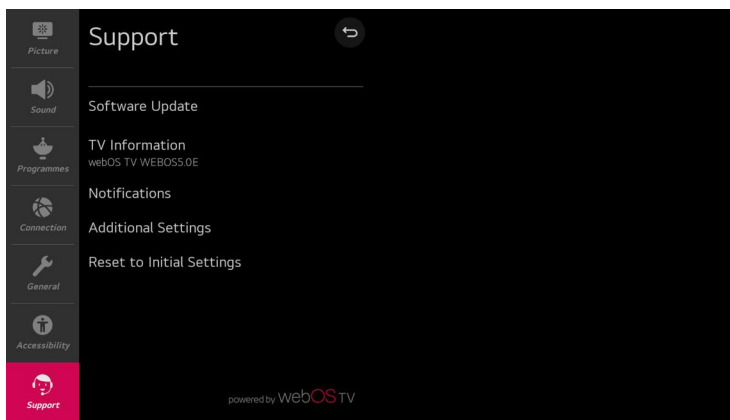 Picture
Sound
Programmes
Connection
General
Accessibility
Support
Support
Software Update
TV Information
webOS TV WEBOS5.0E
Notifications
Additional Settings
Reset to Initial Settings
powered by webOS TV